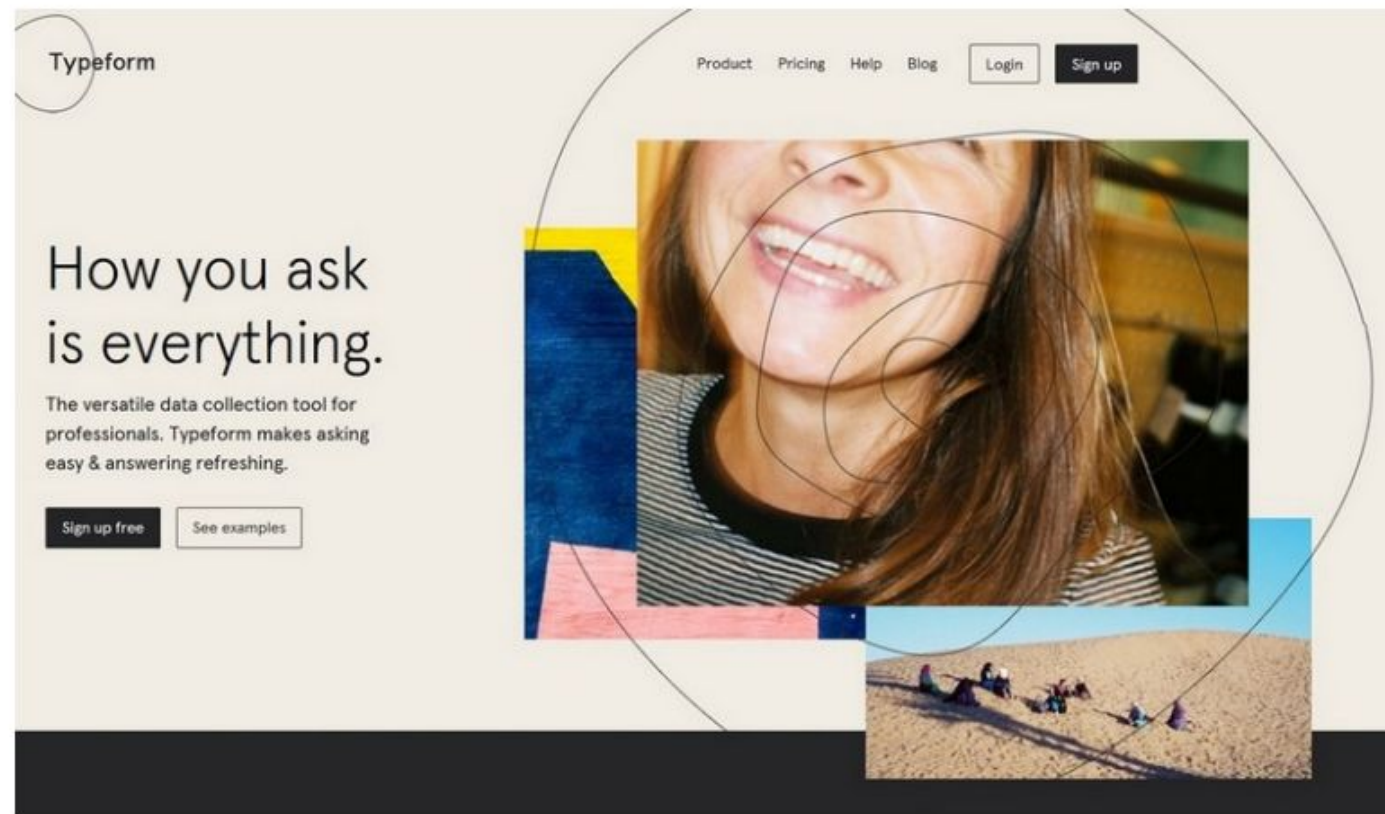 Typeform
Product Pricing Help Blog Login Sign up
How you ask
is everything.
The versatile data collection tool for
professionals. Typeform makes asking
easy & answering refreshing.
Sign up free See examples